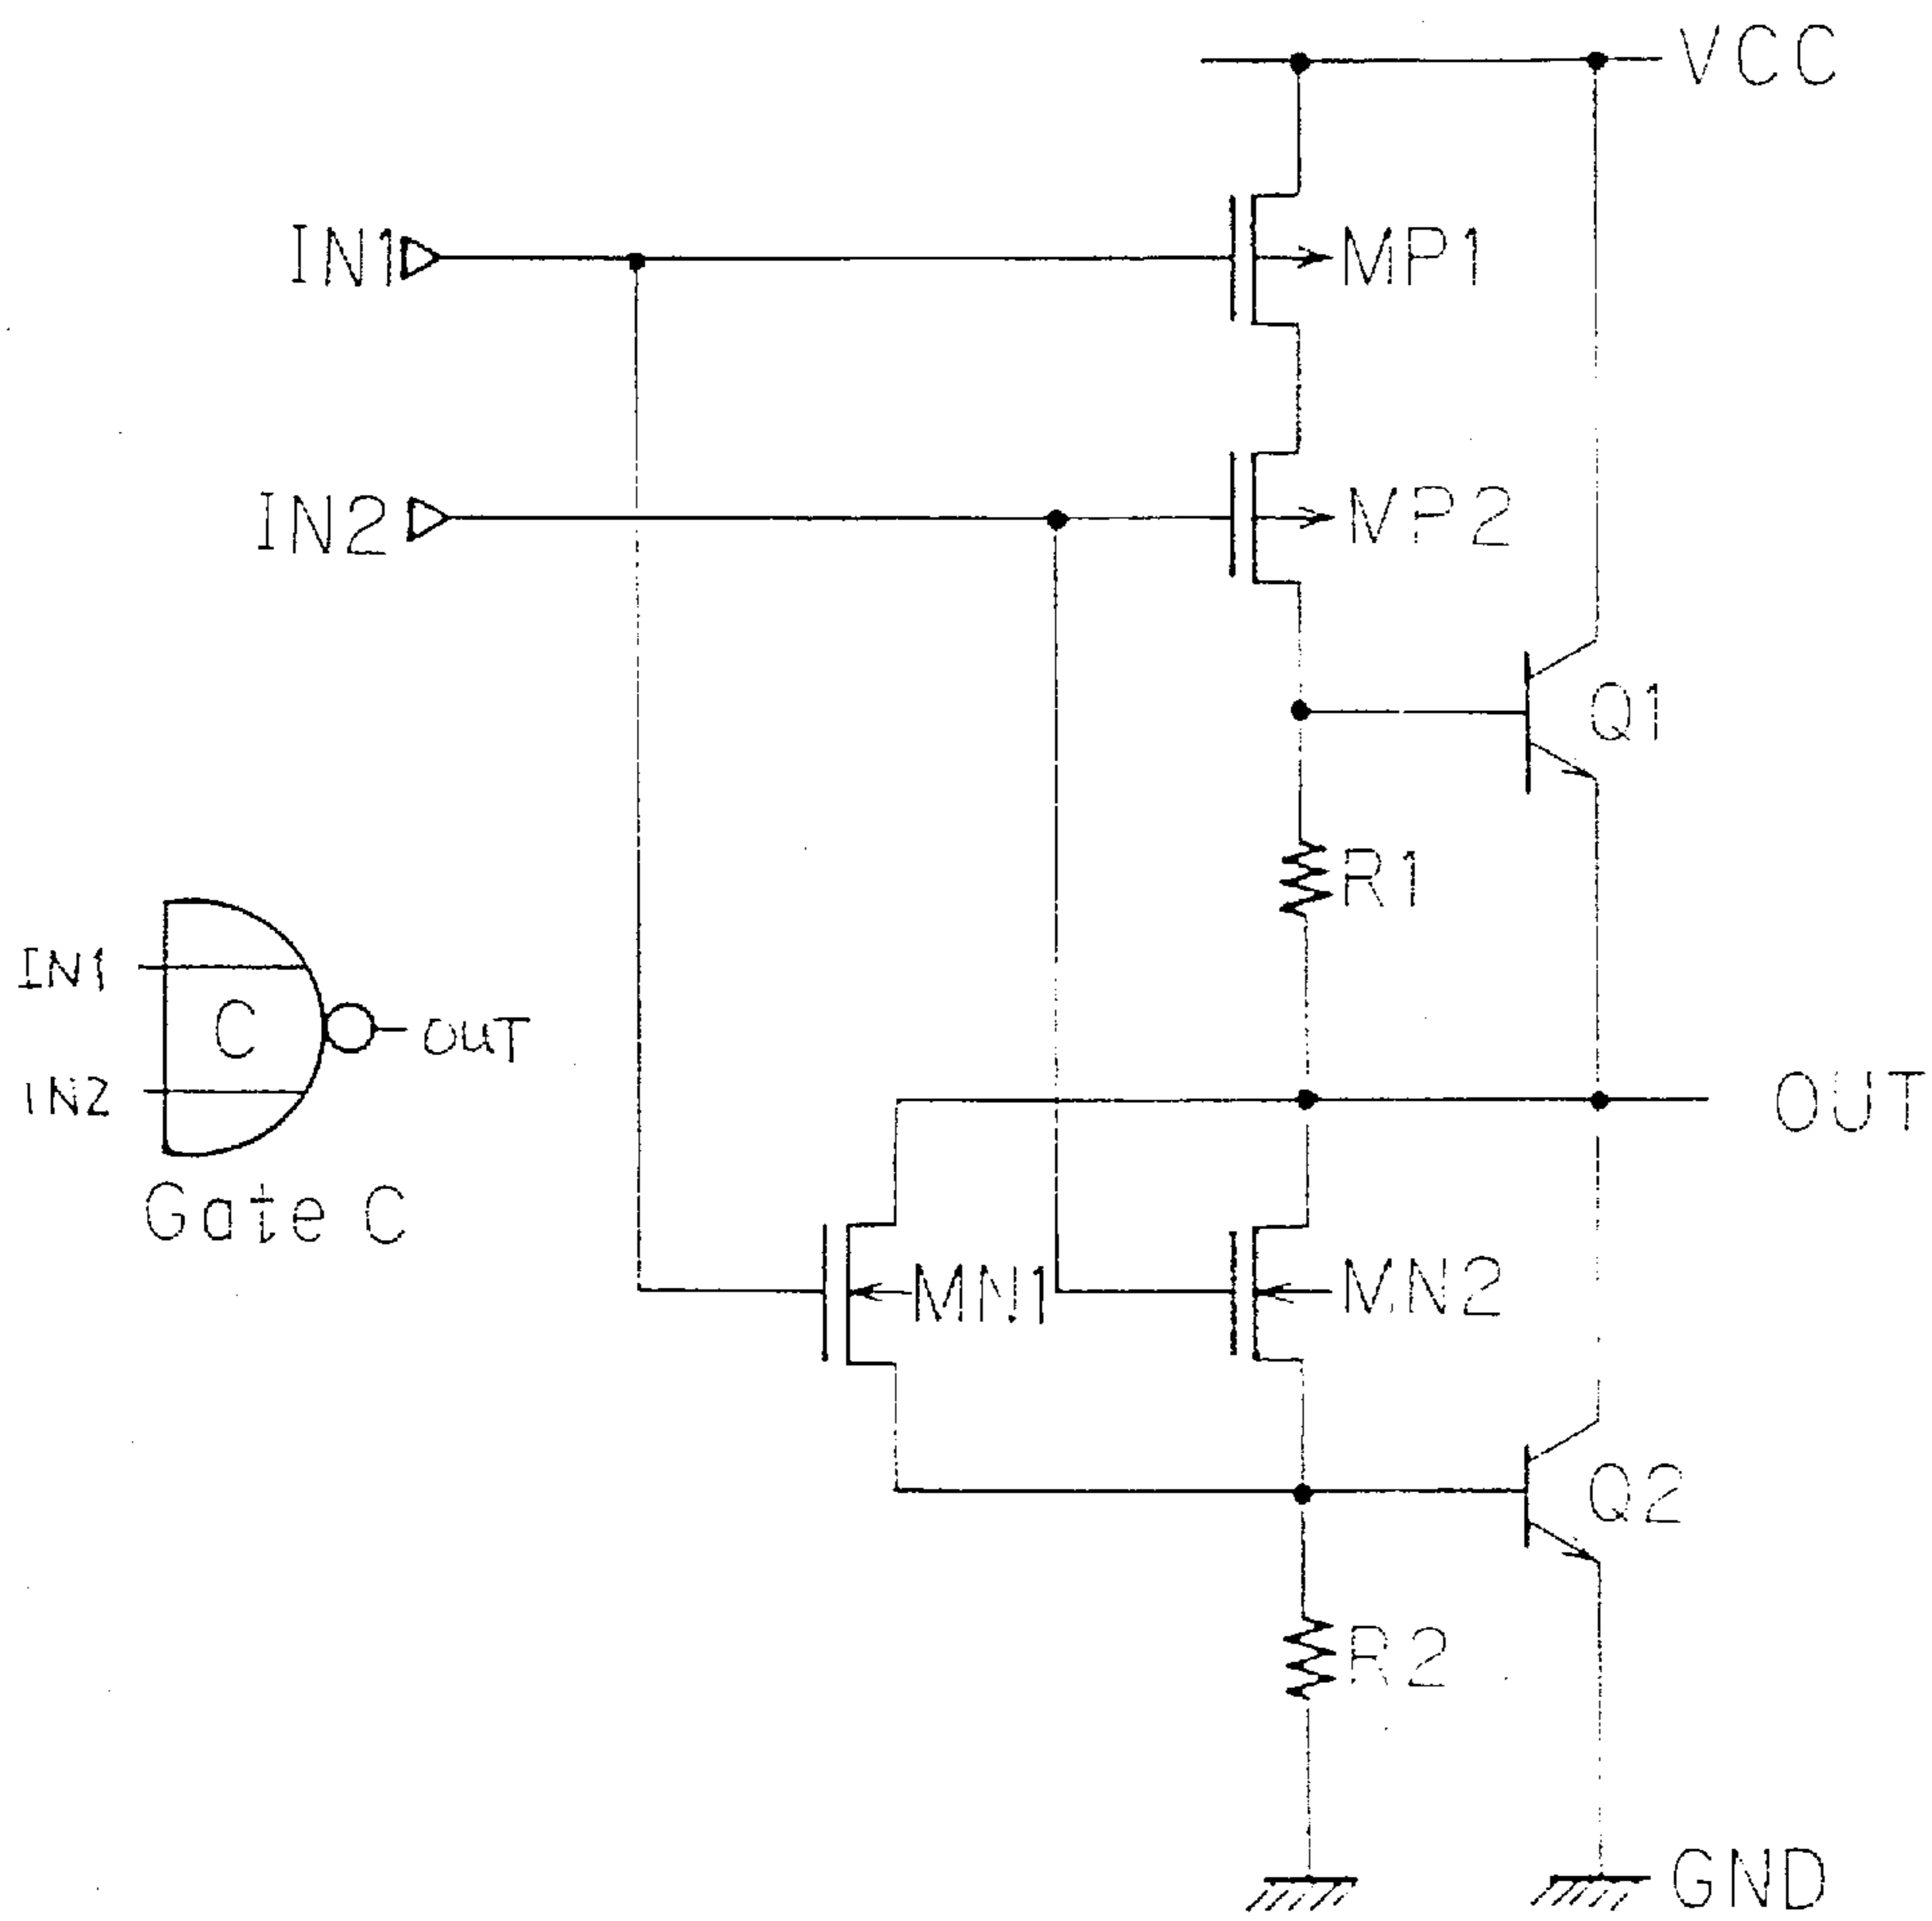 VCC
IN1
MP1
IN2
MP2
Q1
R1
IN1
C
OUT
IN2
OUT
Gate C
MN1
MN2
Q2
R2
GND